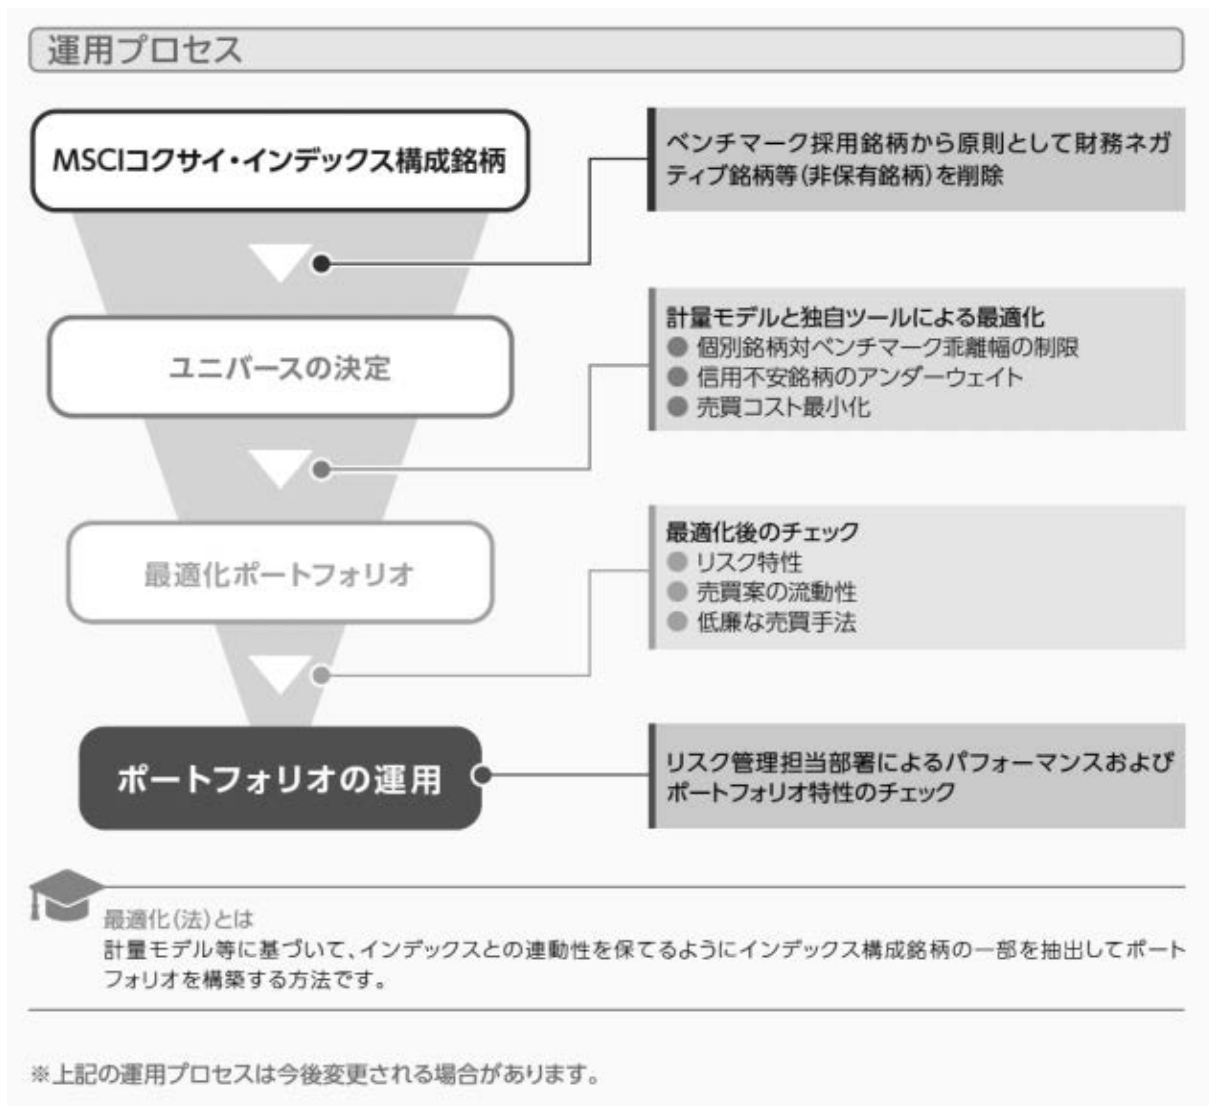 運用プロセス
MSCIコクサイ・インデックス構成銘柄
ベンチマーク採用銘柄から原則として財務ネガ
ティブ銘柄等(非保有銘柄)を削除
ユニバースの決定
計量モデルと独自ツールによる最適化
● 個別銘柄対ベンチマーク乖離幅の制限
● 信用不安銘柄のアンダーウェイト
● 売買コスト最小化
最適化ポートフォリオ
最適化後のチェック
● リスク特性
● 売買案の流動性
● 低廉な売買手法
ポートフォリオの運用
リスク管理担当部署によるパフォーマンスおよび
ポートフォリオ特性のチェック
最適化(法)とは
計量モデル等に基づいて、インデックスとの連動性を保てるようにインデックス構成銘柄の一部を抽出してポート
フォリオを構築する方法です。
※上記の運用プロセスは今後変更される場合があります。